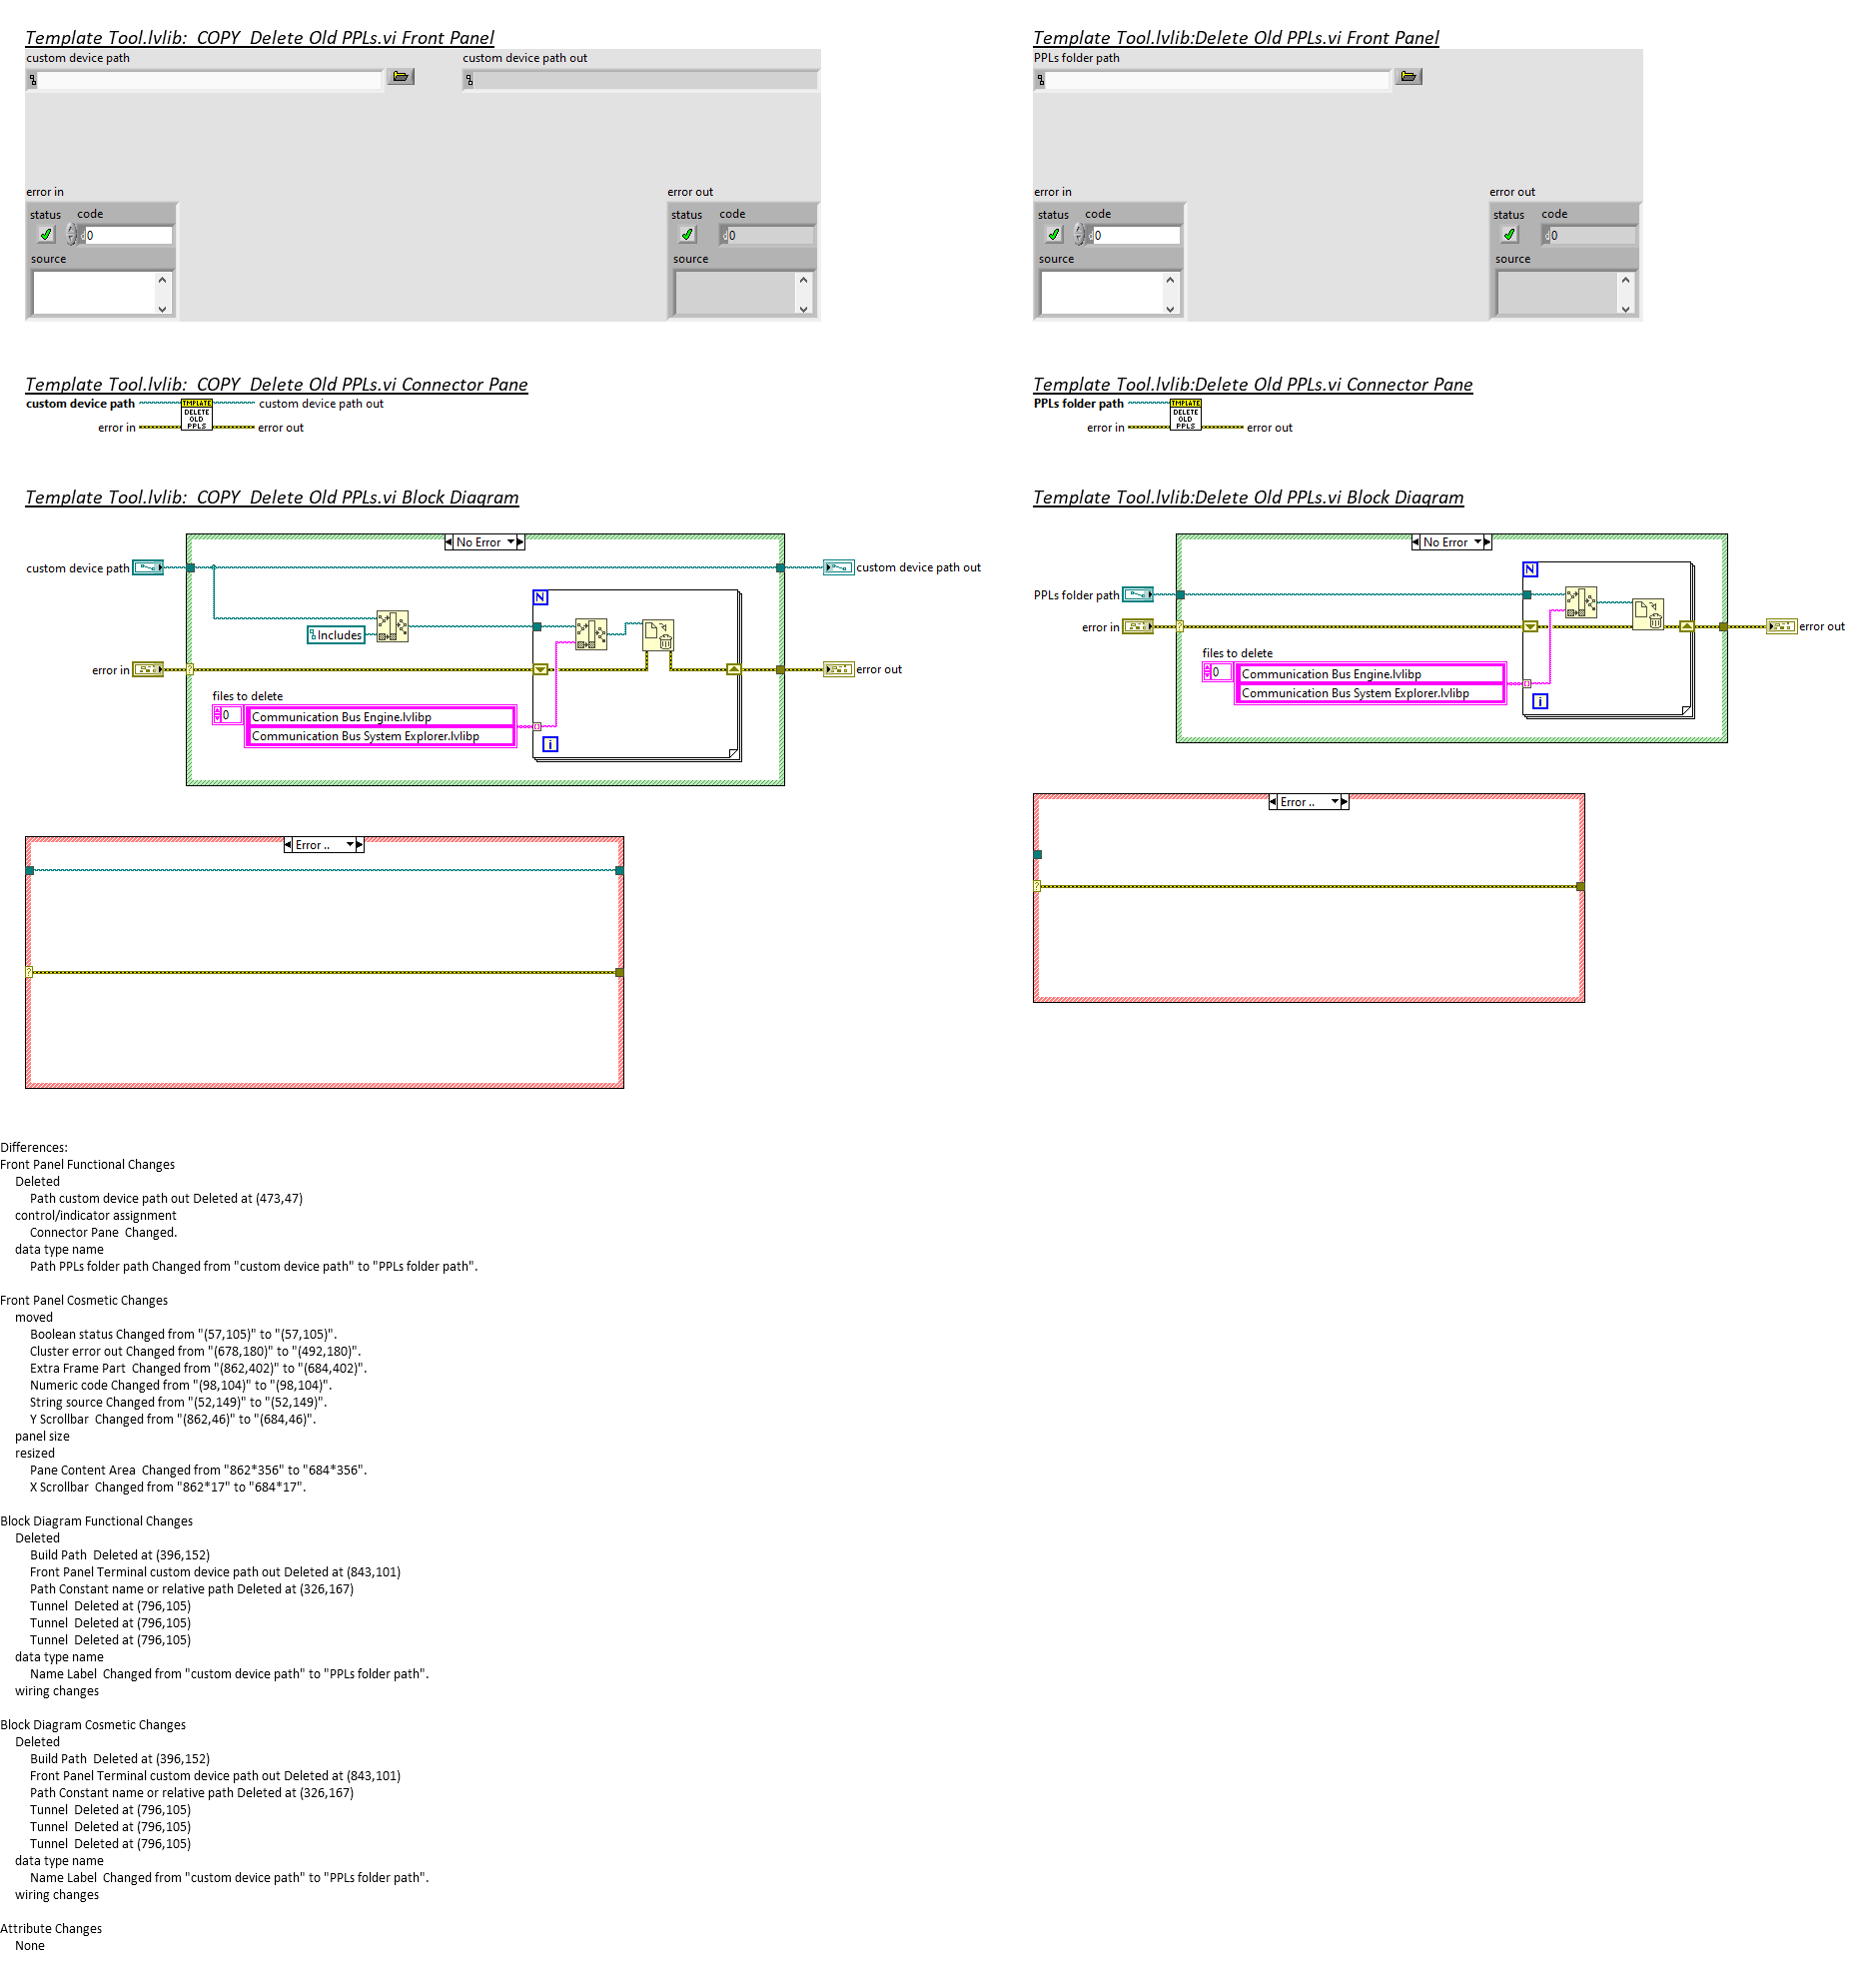 Template Tool.lvlib:  COPY  Delete Old PPLs.vi Front Panel
custom device path
custom device path out
error in
status code
0
source
error out
status code
0
source
Template Tool.lvlib:  COPY  Delete Old PPLs.vi Connector Pane
custom device path
TMPLATE
DELETE
OLD
PPLS
custom device path out
error in
error out
Template Tool.lvlib:  COPY  Delete Old PPLs.vi Block Diagram
No Error
custom device path
custom device path out
N
Includes
error in
?
error out
files to delete
0
Communication Bus Engine.lvlibp
Communication Bus System Explorer.lvlibp
i
Error ..
?
Template Tool.lvlib:Delete Old PPLs.vi Front Panel
PPLs folder path
error in
status code
0
source
error out
status code
0
source
Template Tool.lvlib:Delete Old PPLs.vi Connector Pane
PPLs folder path
TMPLATE
DELETE
OLD
PPLS
error in
error out
Template Tool.lvlib:Delete Old PPLs.vi Block Diagram
No Error
N
PPLs folder path
error in
?
error out
files to delete
0
Communication Bus Engine.lvlibp
Communication Bus System Explorer.lvlibp
i
Error ..
?
Differences:
Front Panel Functional Changes
Deleted
Path custom device path out Deleted at (473,47)
control/indicator assignment
Connector Pane  Changed.
data type name
Path PPLs folder path Changed from "custom device path" to "PPLs folder path".
Front Panel Cosmetic Changes
moved
Boolean status Changed from "(57,105)" to "(57,105)".
Cluster error out Changed from "(678,180)" to "(492,180)".
Extra Frame Part  Changed from "(862,402)" to "(684,402)".
Numeric code Changed from "(98,104)" to "(98,104)".
String source Changed from "(52,149)" to "(52,149)".
Y Scrollbar  Changed from "(862,46)" to "(684,46)".
panel size
resized
Pane Content Area  Changed from "862*356" to "684*356".
X Scrollbar  Changed from "862*17" to "684*17".
Block Diagram Functional Changes
Deleted
Build Path  Deleted at (396,152)
Front Panel Terminal custom device path out Deleted at (843,101)
Path Constant name or relative path Deleted at (326,167)
Tunnel  Deleted at (796,105)
Tunnel  Deleted at (796,105)
Tunnel  Deleted at (796,105)
data type name
Name Label  Changed from "custom device path" to "PPLs folder path".
wiring changes
Block Diagram Cosmetic Changes
Deleted
Build Path  Deleted at (396,152)
Front Panel Terminal custom device path out Deleted at (843,101)
Path Constant name or relative path Deleted at (326,167)
Tunnel  Deleted at (796,105)
Tunnel  Deleted at (796,105)
Tunnel  Deleted at (796,105)
data type name
Name Label  Changed from "custom device path" to "PPLs folder path".
wiring changes
Attribute Changes
None